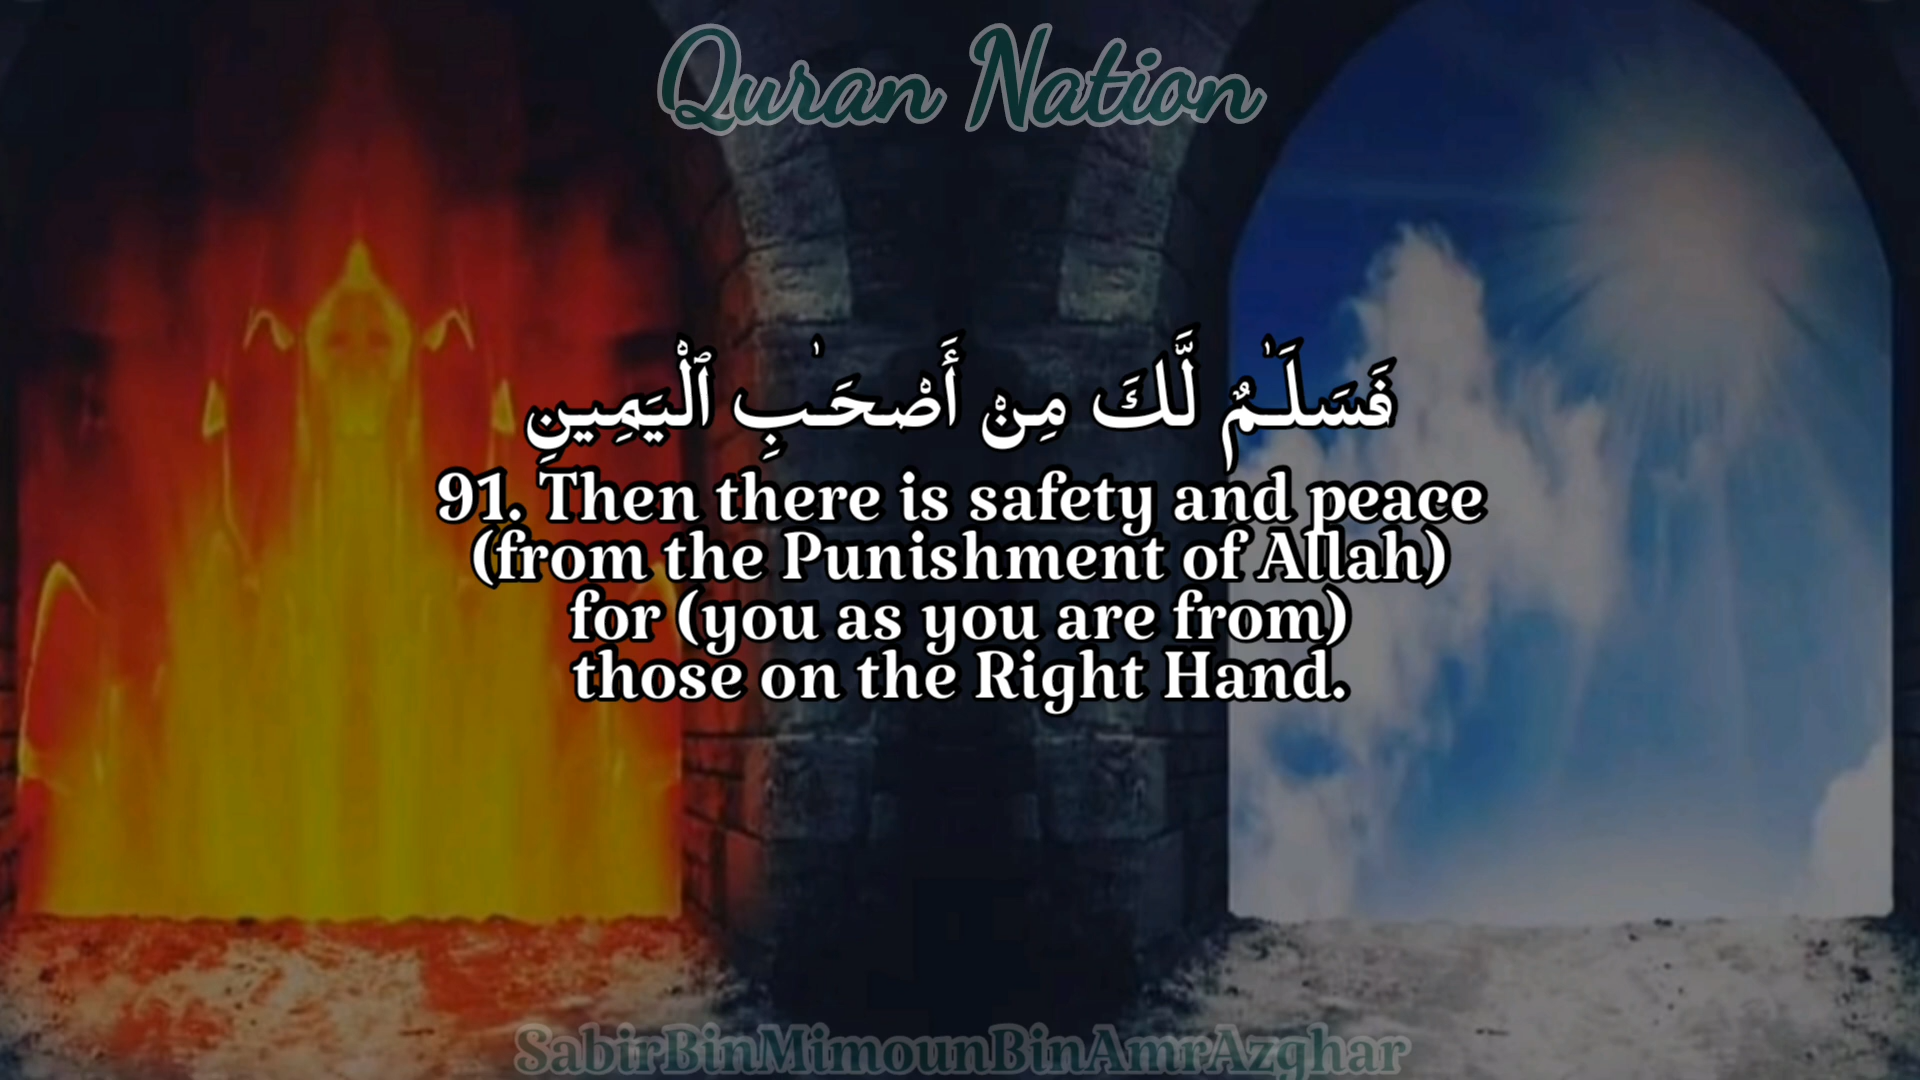 Quran Nation
فَسَلَـٰمٌ لَّكَ مِنْ أَصْحَـٰبِ ٱلْيَمِينِ
91. Then there is safety and peace
(from the Punishment of Allah)
for (you as you are from)
those on the Right Hand.
SabirBinMimounBinAmrAzghar